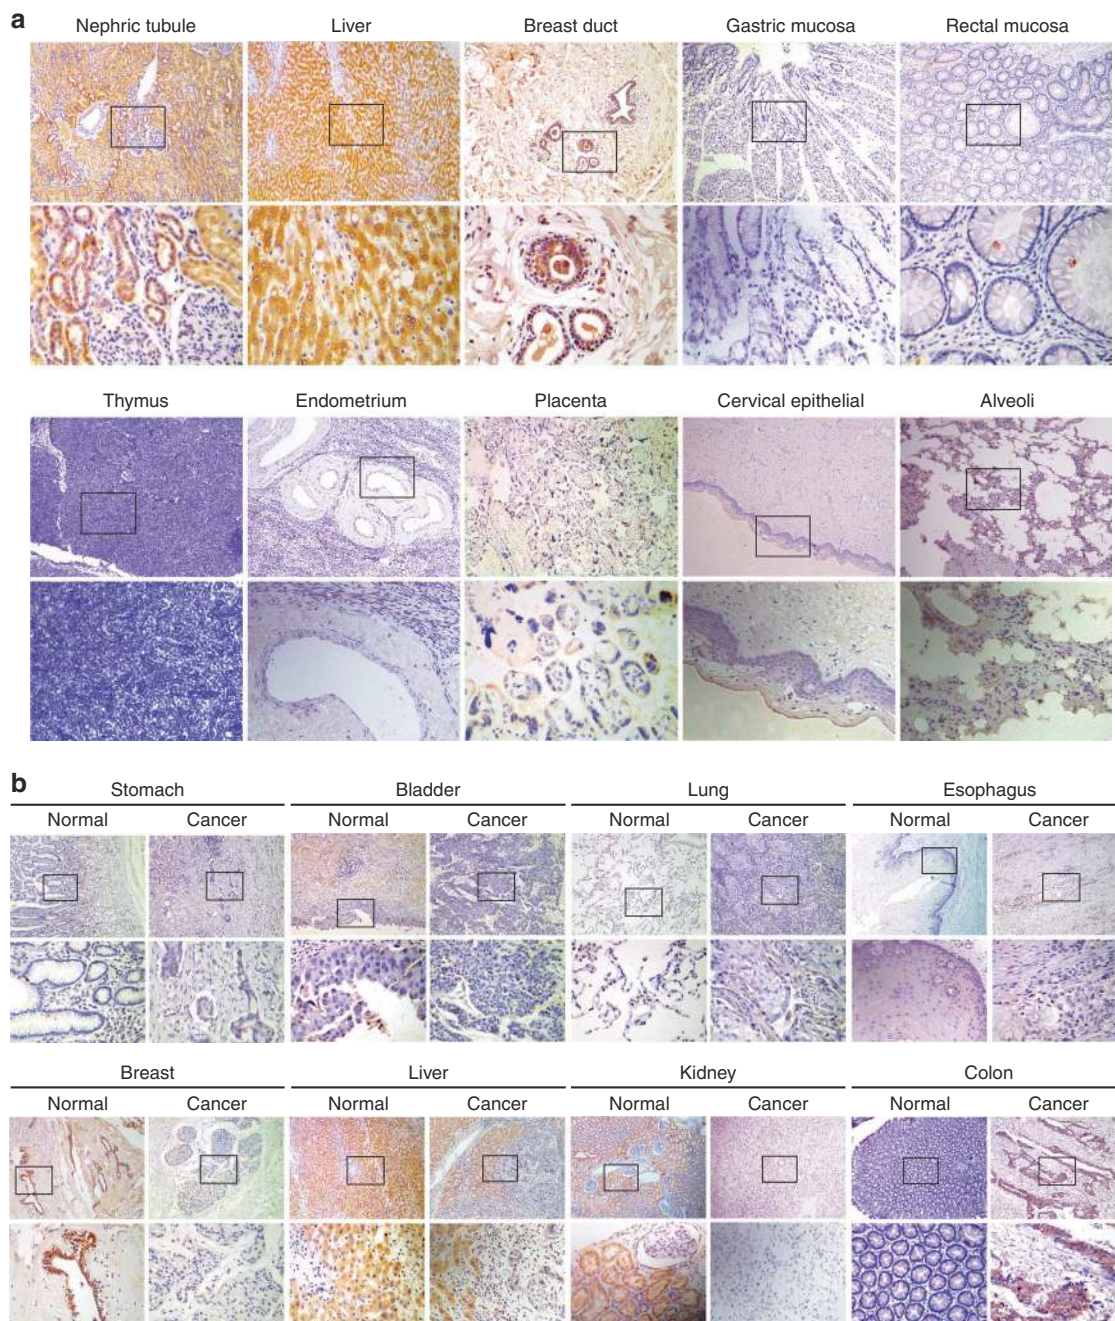 a
Nephric tubule Liver Breast duct Gastric mucosa Rectal mucosa
Thymus Endometrium Placenta Cervical epithelial Alveoli
b
Stomach Bladder Lung Esophagus
Normal Cancer Normal Cancer Normal Cancer Normal Cancer
Breast Liver Kidney Colon
Normal Cancer Normal Cancer Normal Cancer Normal Cancer